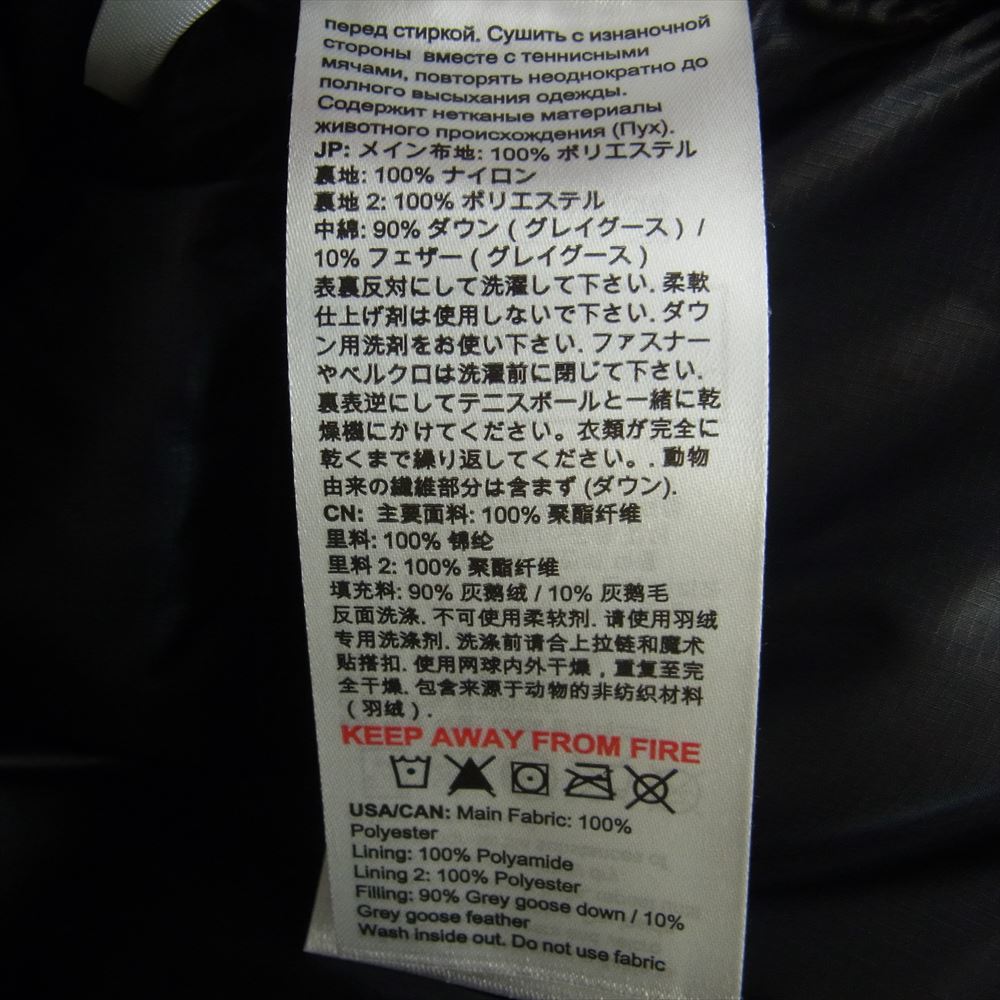 перед стиркой. Сушить с изнаночной
стороны вместе с теннисными
мячами, повторять неоднократно до
полного высыхания одежды.
Содержит нетканые материалы
животного происхождения (Пух).
JP: メイン布地: 100% ポリエステル
裏地: 100% ナイロン
裏地 2: 100% ポリエステル
中綿: 90% ダウン ( グレイグース ) /
10% フェザー ( グレイグース )
表裏反対にして洗濯して下さい. 柔軟
仕上げ剤は使用しないで下さい. ダウ
ン用洗剤をお使い下さい. ファスナー
やベルクロは洗濯前に閉じて下さい.
裏表逆にしてテニスボールと一緒に乾
燥機にかけてください。衣類が完全に
乾くまで繰り返してください。. 動物
由来の繊維部分は含まず (ダウン).
CN: 主要面料: 100% 聚酯纤维
里料: 100% 锦纶
里料 2: 100% 聚酯纤维
填充料: 90% 灰鹅绒 / 10% 灰鹅毛
反面洗涤. 不可使用柔软剂. 请使用羽绒
专用洗涤剂. 洗涤前请合上拉链和魔术
贴搭扣. 使用网球内外干燥 , 重复至完
全干燥. 包含来源于动物的非纺织材料
( 羽绒 ) .
KEEP AWAY FROM FIRE
USA/CAN: Main Fabric: 100%
Polyester
Lining: 100% Polyamide
Lining 2: 100% Polyester
Filling: 90% Grey goose down / 10%
Grey goose feather
Wash inside out. Do not use fabric